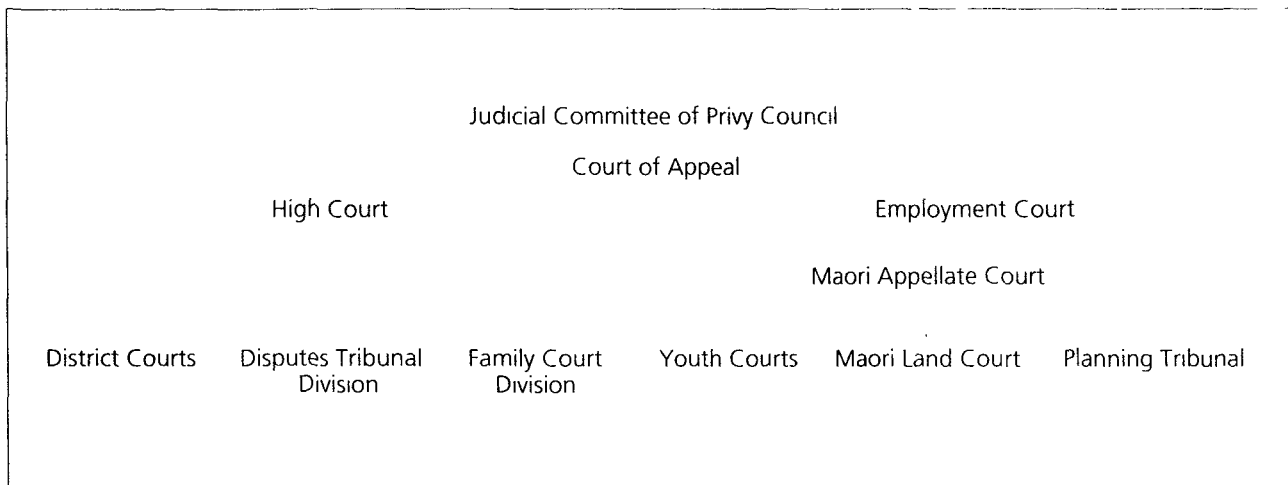 Judicial Committee of Privy Council
Court of Appeal
High Court Employment Court
Maori Appellate Court
District Courts Disputes Tribunal Family Court Youth Courts Maori Land Court Planning Tribunal
Division Division